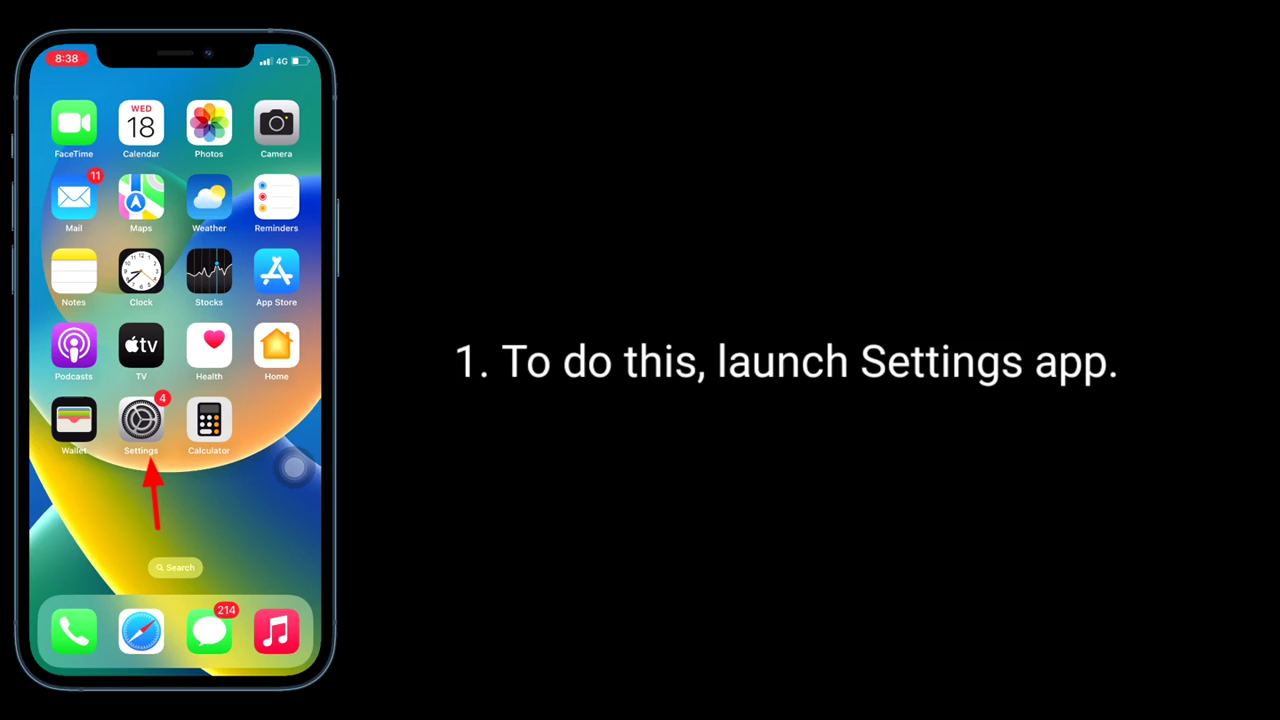 8:38
4G
WED
18
FaceTime
Calendar
Photos
Camera
11
Mail
Maps
Weather
Reminders
Notes
Clock
Stocks
App Store
tv
Podcasts
TV
Health
Home
4
Wallet
Settings
Calculator
Search
214
1. To do this, launch Settings app.